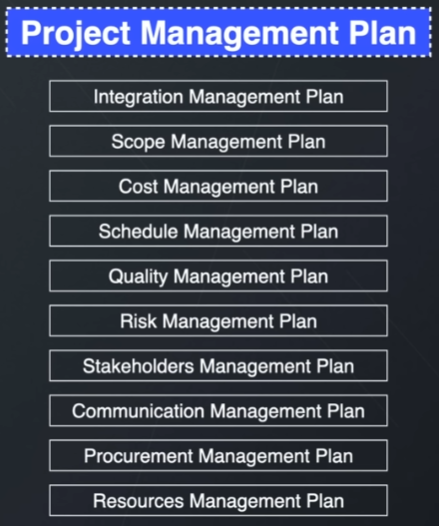 Project Management Plan
Integration Management Plan
Scope Management Plan
Cost Management Plan
Schedule Management Plan
Quality Management Plan
Risk Management Plan
Stakeholders Management Plan
Communication Management Plan
Procurement Management Plan
Resources Management Plan